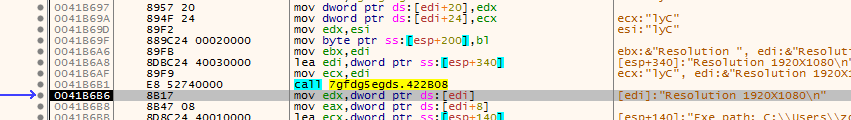 0041B697 8957 20 mov dword ptr ds:[edi+20],edx
0041B69A 894F 24 mov dword ptr ds:[edi+24],ecx ecx:"lyC"
0041B69D 89F2 mov edx,esi esi:"lyC"
0041B69F 889C24 00020000 mov byte ptr ss:[esp+200],bl
0041B6A6 89FB mov ebx,edi ebx:&"Resolution ", edi:&"Resolut
0041B6A8 8DBC24 40030000 lea edi,dword ptr ss:[esp+340] [esp+340]:"Resolution 1920X1080\n"
0041B6AF 89F9 mov ecx,edi ecx:"lyC", edi:&"Resolution 1920X1
0041B6B1 E8 52740000 call 7gfdg5egds.422B08
0041B6B6 8B17 mov edx,dword ptr ds:[edi] [edi]:"Resolution 1920X1080\n"
0041B6B8 8B47 08 mov eax,dword ptr ds:[edi+8]
0041B6BB 8D8C24 40010000 lea ecx,dword ptr ss:[esp+140] [esp+140]:"Exe path: C:\\Users\\zo